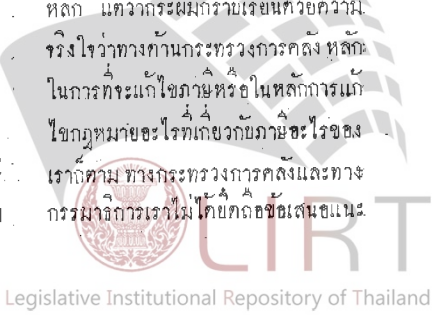 หลัก แต่ว่ากระผมกราบเรียนด้วยความ
จริงใจว่าทางด้านกระทรวงการคลัง หลัก
ในการที่จะแก้ไขภาษีหรือในหลักการแก้
ไขกฎหมายอะไรที่เกี่ยวกับภาษีอะไรของ
เราก็ตาม ทางกระทรวงการคลังและทาง
กรรมาธิการเราไม่ได้ยึดถือข้อเสนอแนะ
LIRT
Legislative Institutional Repository of Thailand